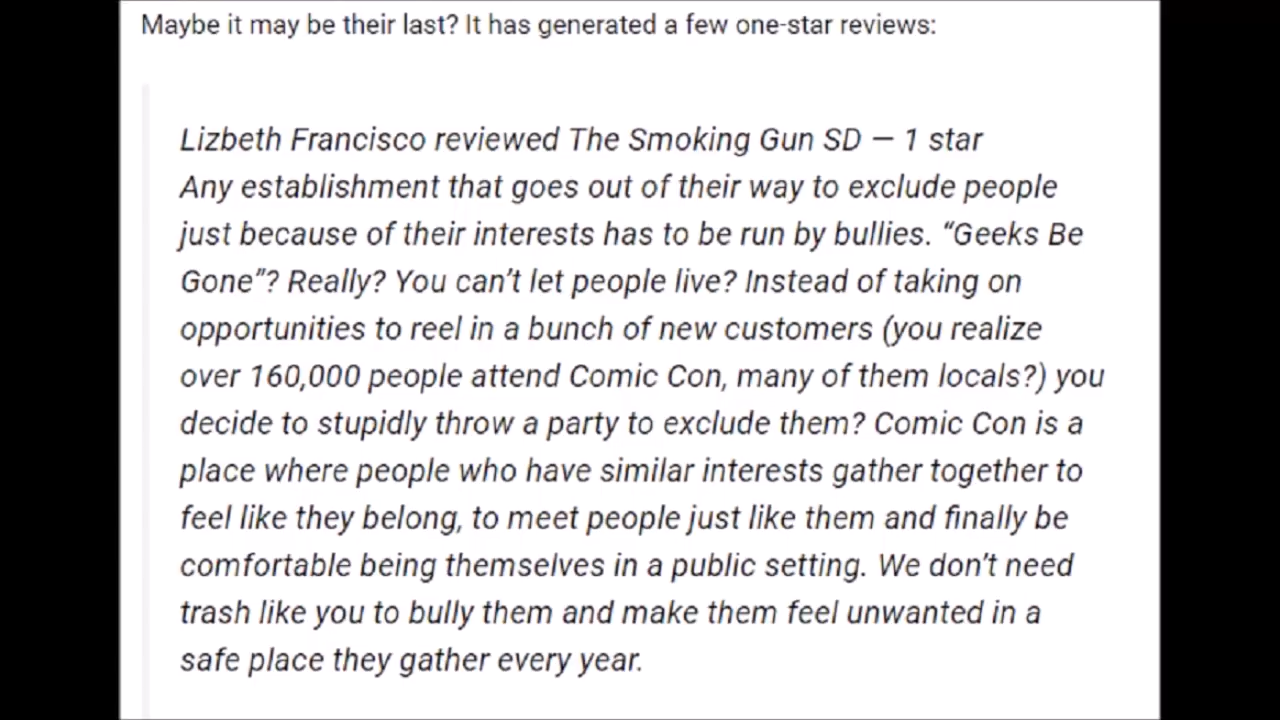 Maybe it may be their last? It has generated a few one-star reviews:
Lizbeth Francisco reviewed The Smoking Gun SD – 1 star
Any establishment that goes out of their way to exclude people
just because of their interests has to be run by bullies. “Geeks Be
Gone”? Really? You can’t let people live? Instead of taking on
opportunities to reel in a bunch of new customers (you realize
over 160,000 people attend Comic Con, many of them locals?) you
decide to stupidly throw a party to exclude them? Comic Con is a
place where people who have similar interests gather together to
feel like they belong, to meet people just like them and finally be
comfortable being themselves in a public setting. We don’t need
trash like you to bully them and make them feel unwanted in a
safe place they gather every year.